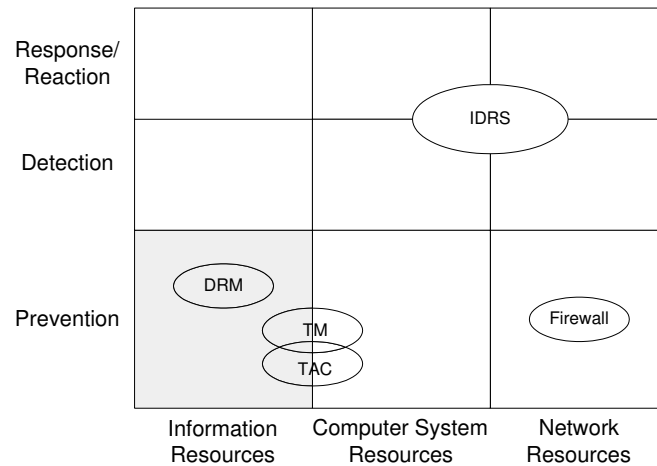 Response/
Reaction
IDRS
Detection
DRM
Prevention
TM
Firewall
TAC
Information
Resources
Computer System
Resources
Network
Resources